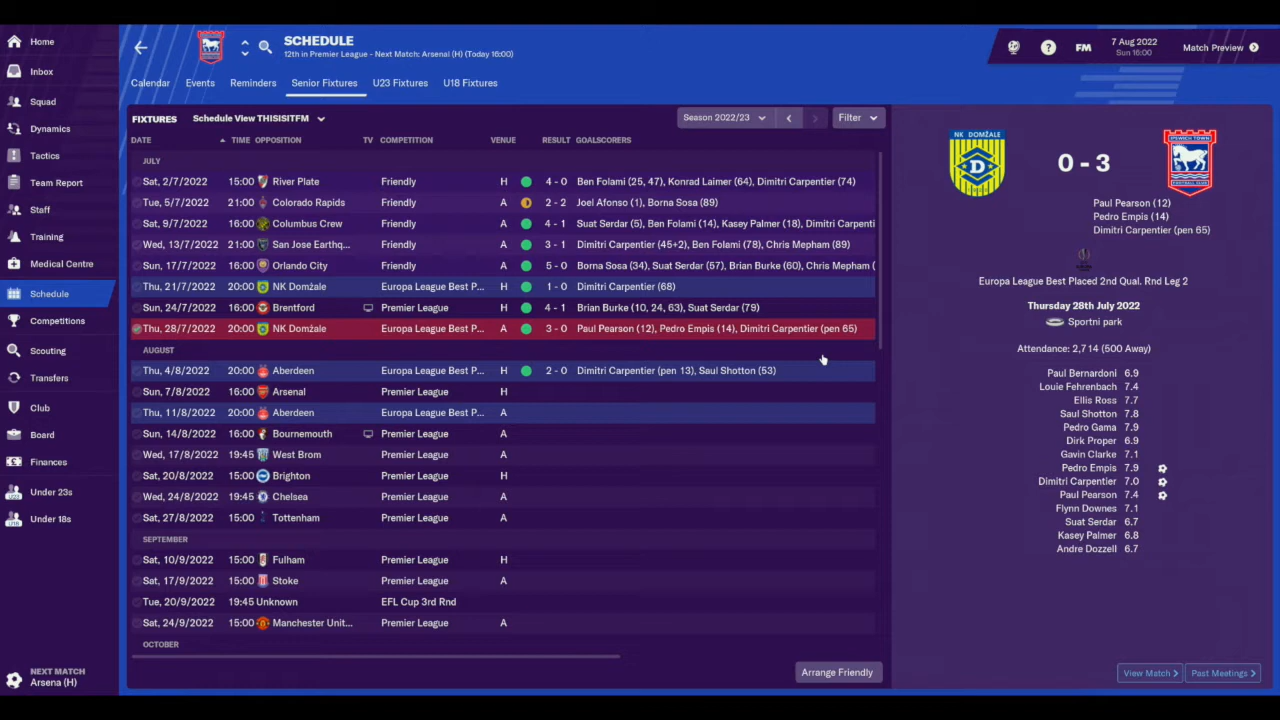 Home
Inbox
Squad
Dynamics
Tactics
Team Report
Staff
Training
Medical Centre
Schedule
Competitions
Scouting
Transfers
Club
Board
Finances
Under 23s
Under 18s
NEXT MATCH
Arsena (H)
SCHEDULE
12th in Premier League - Next Match: Arsenal (H) (Today 16:00)
FM
7 Aug 2022
Sun 16:00
Match Preview
Calendar Events Reminders Senior Fixtures U23 Fixtures U18 Fixtures
FIXTURES Schedule View THISISITFM Season 2022/23 Filter
DATE TIME OPPOSITION TV COMPETITION VENUE RESULT GOALSCORERS
JULY
Sat, 2/7/2022 15:00 River Plate Friendly H 4 - 0 Ben Folami (25, 47), Konrad Laimer (64), Dimitri Carpentier (74)
Tue, 5/7/2022 21:00 Colorado Rapids Friendly A 2 - 2 Joel Afonso (1), Borna Sosa (89)
Sat, 9/7/2022 16:00 Columbus Crew Friendly A 4 - 1 Suat Serdar (5), Ben Folami (14), Kasey Palmer (18), Dimitri Carpenti
Wed, 13/7/2022 21:00 San Jose Earthq... Friendly A 3 - 1 Dimitri Carpentier (45+2), Ben Folami (78), Chris Mepham (89)
Sun, 17/7/2022 16:00 Orlando City Friendly A 5 - 0 Borna Sosa (34), Suat Serdar (57), Brian Burke (60), Chris Mepham (
Thu, 21/7/2022 20:00 NK Domžale Europa League Best P... H 1 - 0 Dimitri Carpentier (68)
Sun, 24/7/2022 16:00 Brentford Premier League H 4 - 1 Brian Burke (10, 24, 63), Suat Serdar (79)
Thu, 28/7/2022 20:00 NK Domžale Europa League Best P... A 3 - 0 Paul Pearson (12), Pedro Empis (14), Dimitri Carpentier (pen 65)
AUGUST
Thu, 4/8/2022 20:00 Aberdeen Europa League Best P... H 2 - 0 Dimitri Carpentier (pen 13), Saul Shotton (53)
Sun, 7/8/2022 16:00 Arsenal Premier League H
Thu, 11/8/2022 20:00 Aberdeen Europa League Best P... A
Sun, 14/8/2022 16:00 Bournemouth Premier League A
Wed, 17/8/2022 19:45 West Brom Premier League A
Sat, 20/8/2022 15:00 Brighton Premier League H
Wed, 24/8/2022 19:45 Chelsea Premier League A
Sat, 27/8/2022 15:00 Tottenham Premier League A
SEPTEMBER
Sat, 10/9/2022 15:00 Fulham Premier League H
Sat, 17/9/2022 15:00 Stoke Premier League A
Tue, 20/9/2022 19:45 Unknown EFL Cup 3rd Rnd
Sat, 24/9/2022 15:00 Manchester Unit... Premier League A
OCTOBER
Arrange Friendly
NK DOMŽALE
D
0 - 3
IPSWICH TOWN
FOOTBALL CLUB
Paul Pearson (12)
Pedro Empis (14)
Dimitri Carpentier (pen 65)
Europa League Best Placed 2nd Qual. Rnd Leg 2
Thursday 28th July 2022
Sportni park
Attendance: 2,714 (500 Away)
Paul Bernardoni 6.9
Louie Fehrenbach 7.4
Ellis Ross 7.7
Saul Shotton 7.8
Pedro Gama 7.9
Dirk Proper 6.9
Gavin Clarke 7.1
Pedro Empis 7.9
Dimitri Carpentier 7.0
Paul Pearson 7.4
Flynn Downes 7.1
Suat Serdar 6.7
Kasey Palmer 6.8
Andre Dozzell 6.7
View Match Past Meetings